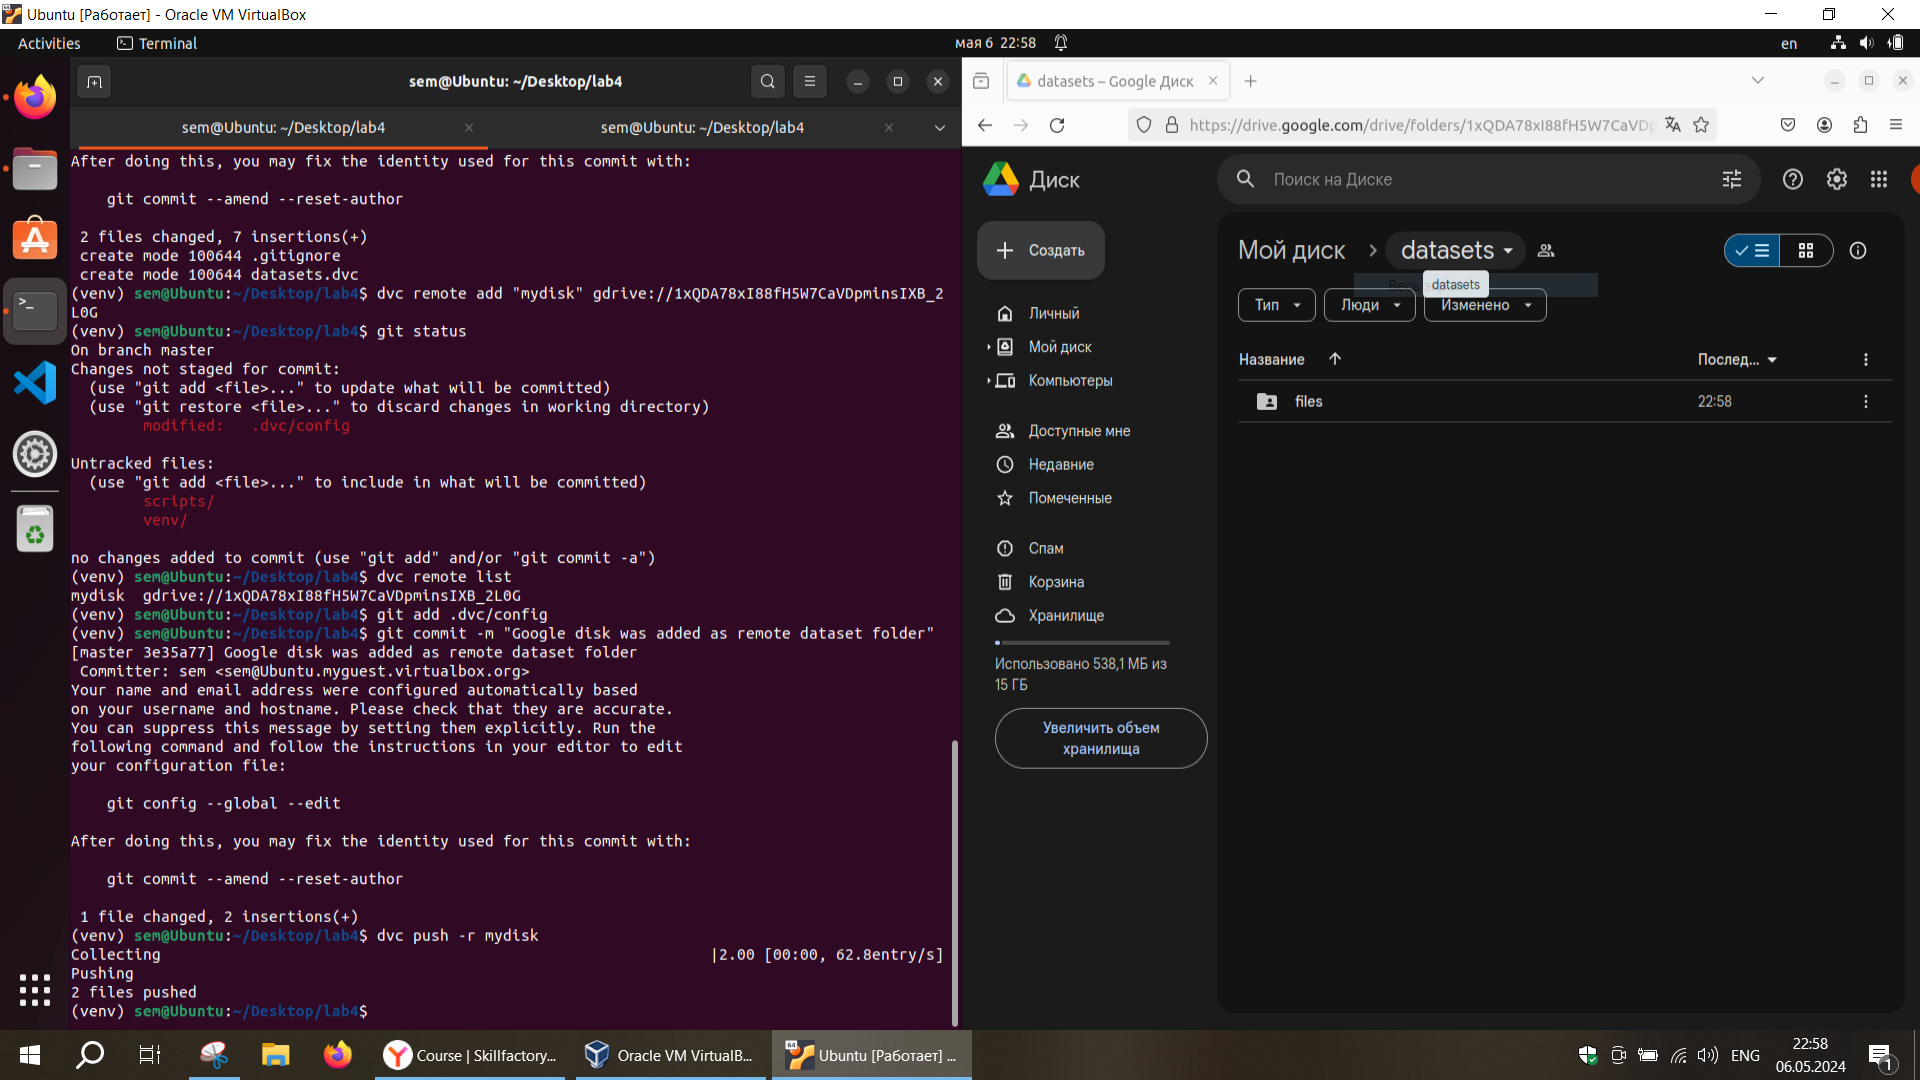 Ubuntu [Работает] - Oracle VM VirtualBox
Activities
Terminal
мая 6 22:58
en
sem@Ubuntu: ~/Desktop/lab4
sem@Ubuntu: ~/Desktop/lab4
sem@Ubuntu: ~/Desktop/lab4
After doing this, you may fix the identity used for this commit with:
git commit --amend --reset-author
2 files changed, 7 insertions(+)
create mode 100644 .gitignore
create mode 100644 datasets.dvc
(venv) sem@Ubuntu:~/Desktop/lab4$ dvc remote add "mydisk" gdrive://1xQDA78xI88fH5W7CaVDpminsIXB_2
L0G
(venv) sem@Ubuntu:~/Desktop/lab4$ git status
On branch master
Changes not staged for commit:
(use "git add <file>..." to update what will be committed)
(use "git restore <file>..." to discard changes in working directory)
modified:   .dvc/config
Untracked files:
(use "git add <file>..." to include in what will be committed)
scripts/
venv/
no changes added to commit (use "git add" and/or "git commit -a")
(venv) sem@Ubuntu:~/Desktop/lab4$ dvc remote list
mydisk  gdrive://1xQDA78xI88fH5W7CaVDpminsIXB_2L0G
(venv) sem@Ubuntu:~/Desktop/lab4$ git add .dvc/config
(venv) sem@Ubuntu:~/Desktop/lab4$ git commit -m "Google disk was added as remote dataset folder"
[master 3e35a77] Google disk was added as remote dataset folder
Committer: sem <sem@Ubuntu.myguest.virtualbox.org>
Your name and email address were configured automatically based
on your username and hostname. Please check that they are accurate.
You can suppress this message by setting them explicitly. Run the
following command and follow the instructions in your editor to edit
your configuration file:
git config --global --edit
After doing this, you may fix the identity used for this commit with:
git commit --amend --reset-author
1 file changed, 2 insertions(+)
(venv) sem@Ubuntu:~/Desktop/lab4$ dvc push -r mydisk
Collecting |2.00 [00:00, 62.8entry/s]
Pushing
2 files pushed
(venv) sem@Ubuntu:~/Desktop/lab4$
datasets – Google Диск
https://drive.google.com/drive/folders/1xQDA78xI88fH5W7CaVDp
Диск
Поиск на Диске
Создать
Личный
Мой диск
Компьютеры
Доступные мне
Недавние
Помеченные
Спам
Корзина
Хранилище
Использовано 538,1 МБ из
15 ГБ
Увеличить объем
хранилища
Мой диск
datasets
datasets
Тип
Люди
Изменено
Название
Послед...
files
22:58
Course | Skillfactory...
Oracle VM VirtualB...
Ubuntu [Работает] ...
ENG
22:58
06.05.2024
1